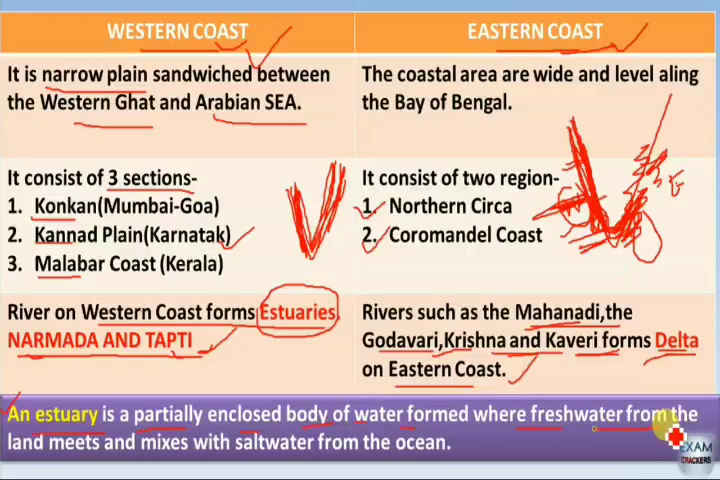 WESTERN COAST
EASTERN COAST
It is narrow plain sandwiched between
the Western Ghat and Arabian SEA.
The coastal area are wide and level aling
the Bay of Bengal.
It consist of 3 sections-
1. Konkan(Mumbai-Goa)
2. Kannad Plain(Karnatak)
3. Malabar Coast (Kerala)
It consist of two region-
1. Northern Circa
2. Coromandel Coast
River on Western Coast forms Estuaries.
NARMADA AND TAPTI
Rivers such as the Mahanadi,the
Godavari,Krishna and Kaveri forms Delta
on Eastern Coast.
An estuary is a partially enclosed body of water formed where freshwater from the
land meets and mixes with saltwater from the ocean.
EXAM
CRACKERS